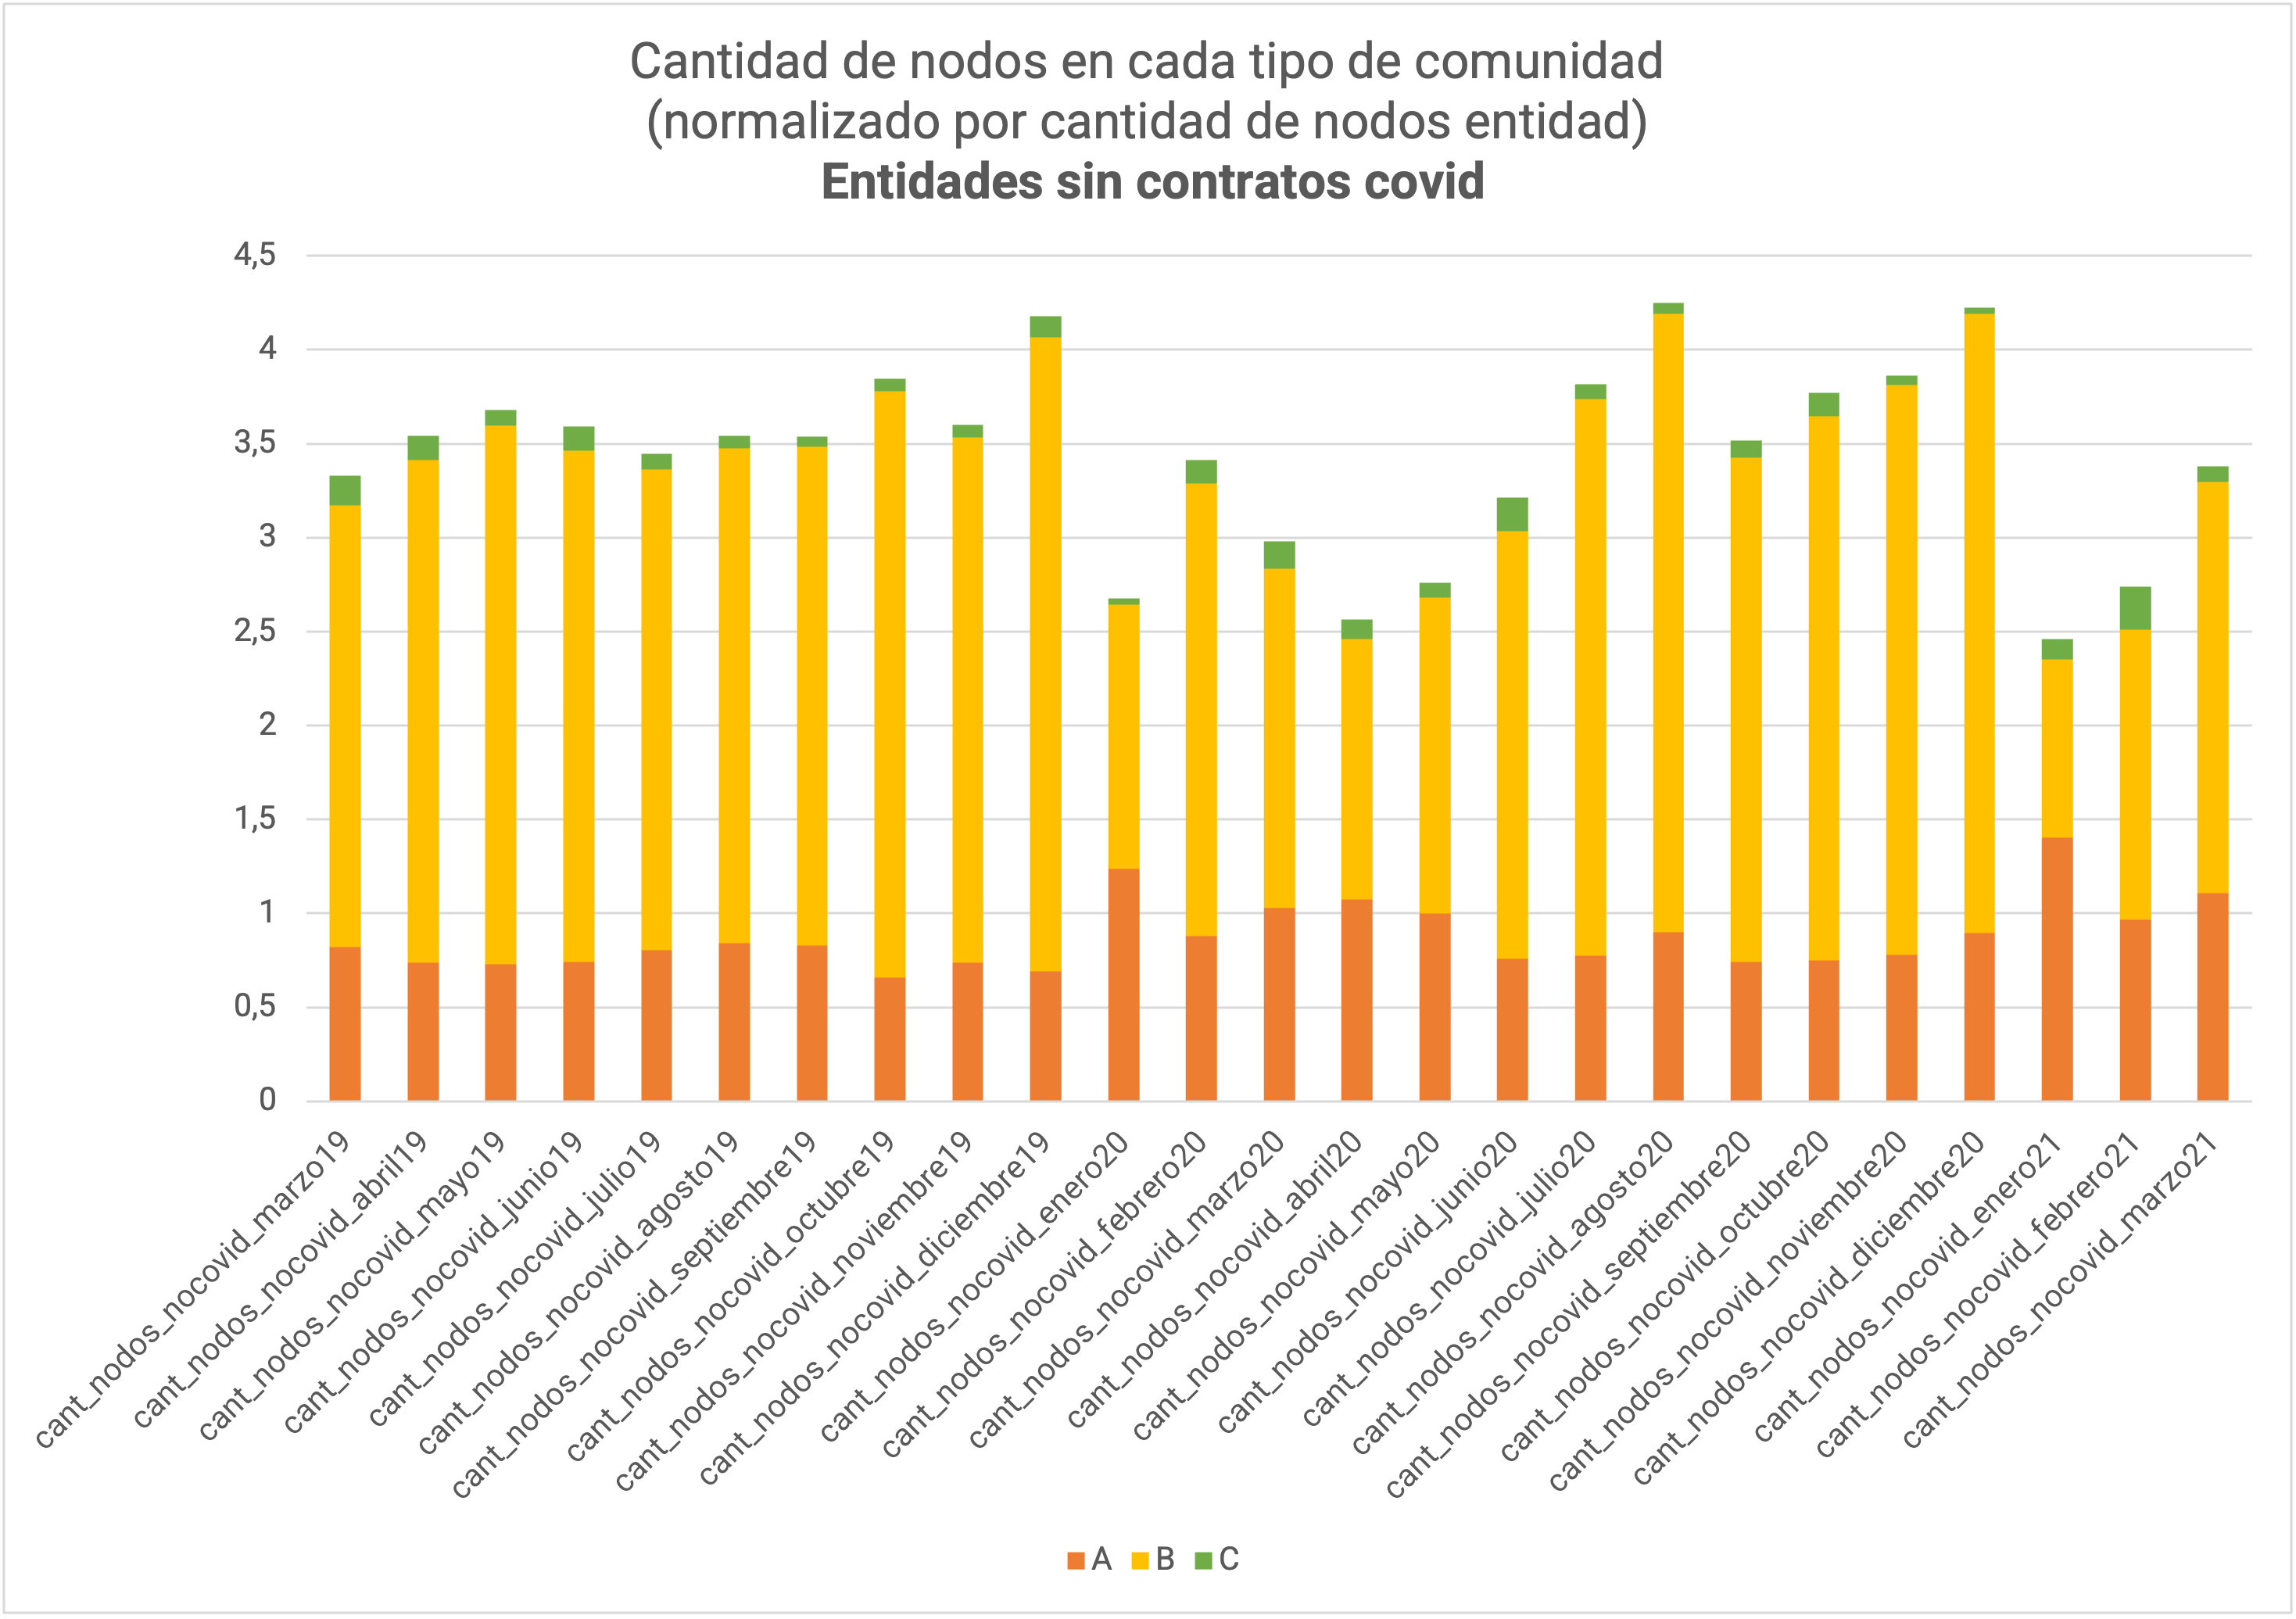 Cantidad de nodos en cada tipo de comunidad
(normalizado por cantidad de nodos entidad)
Entidades sin contratos covid
4,5
4
3,5
3
2,5
2
1,5
1
0,5
0
cant_nodos_nocovid_marzo19
cant_nodos_nocovid_abril19
cant_nodos_nocovid_mayo19
cant_nodos_nocovid_junio19
cant_nodos_nocovid_julio19
cant_nodos_nocovid_agosto19
cant_nodos_nocovid_septiembre19
cant_nodos_nocovid_octubre19
cant_nodos_nocovid_noviembre19
cant_nodos_nocovid_diciembre19
cant_nodos_nocovid_enero20
cant_nodos_nocovid_febrero20
cant_nodos_nocovid_marzo20
cant_nodos_nocovid_abril20
cant_nodos_nocovid_mayo20
cant_nodos_nocovid_junio20
cant_nodos_nocovid_julio20
cant_nodos_nocovid_agosto20
cant_nodos_nocovid_septiembre20
cant_nodos_nocovid_octubre20
cant_nodos_nocovid_noviembre20
cant_nodos_nocovid_diciembre20
cant_nodos_nocovid_enero21
cant_nodos_nocovid_febrero21
cant_nodos_nocovid_marzo21
A B C